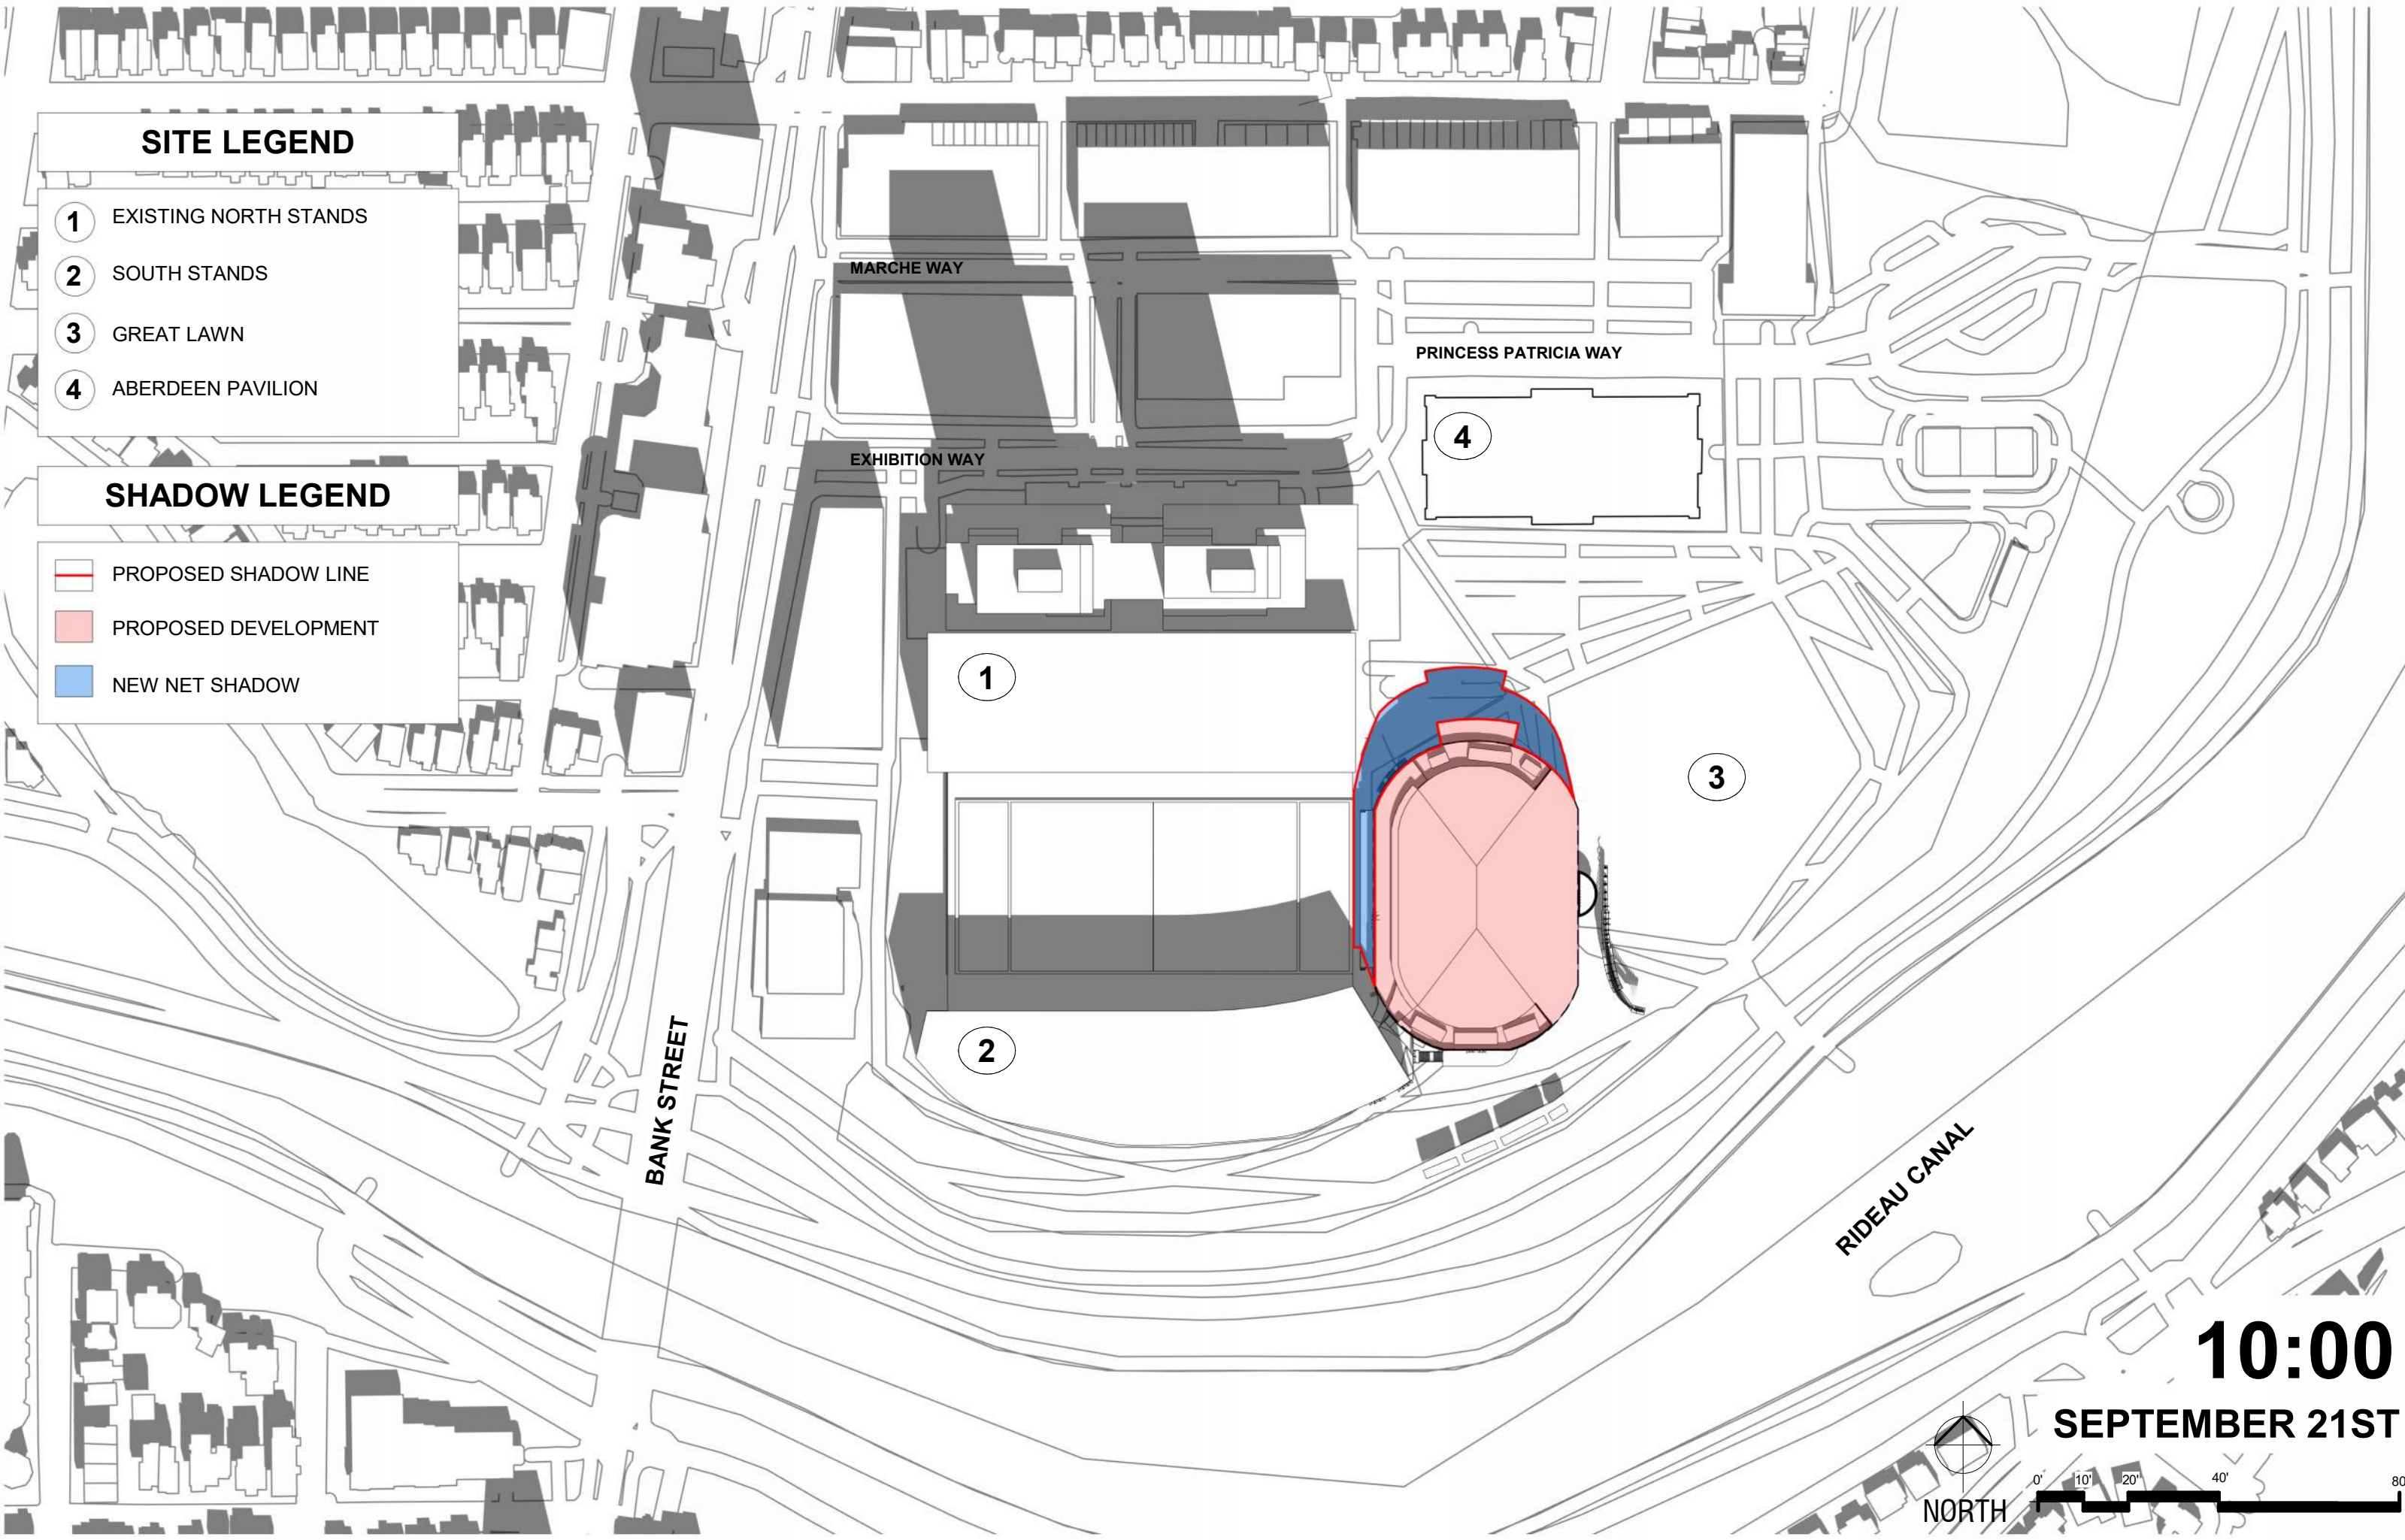 SITE LEGEND
1 EXISTING NORTH STANDS
2 SOUTH STANDS
3 GREAT LAWN
4 ABERDEEN PAVILION
SHADOW LEGEND
PROPOSED SHADOW LINE
PROPOSED DEVELOPMENT
NEW NET SHADOW
MARCHE WAY
PRINCESS PATRICIA WAY
EXHIBITION WAY
4
1
3
2
BANK STREET
RIDEAU CANAL
10:00
SEPTEMBER 21ST
NORTH
0' 10' 20' 40' 80